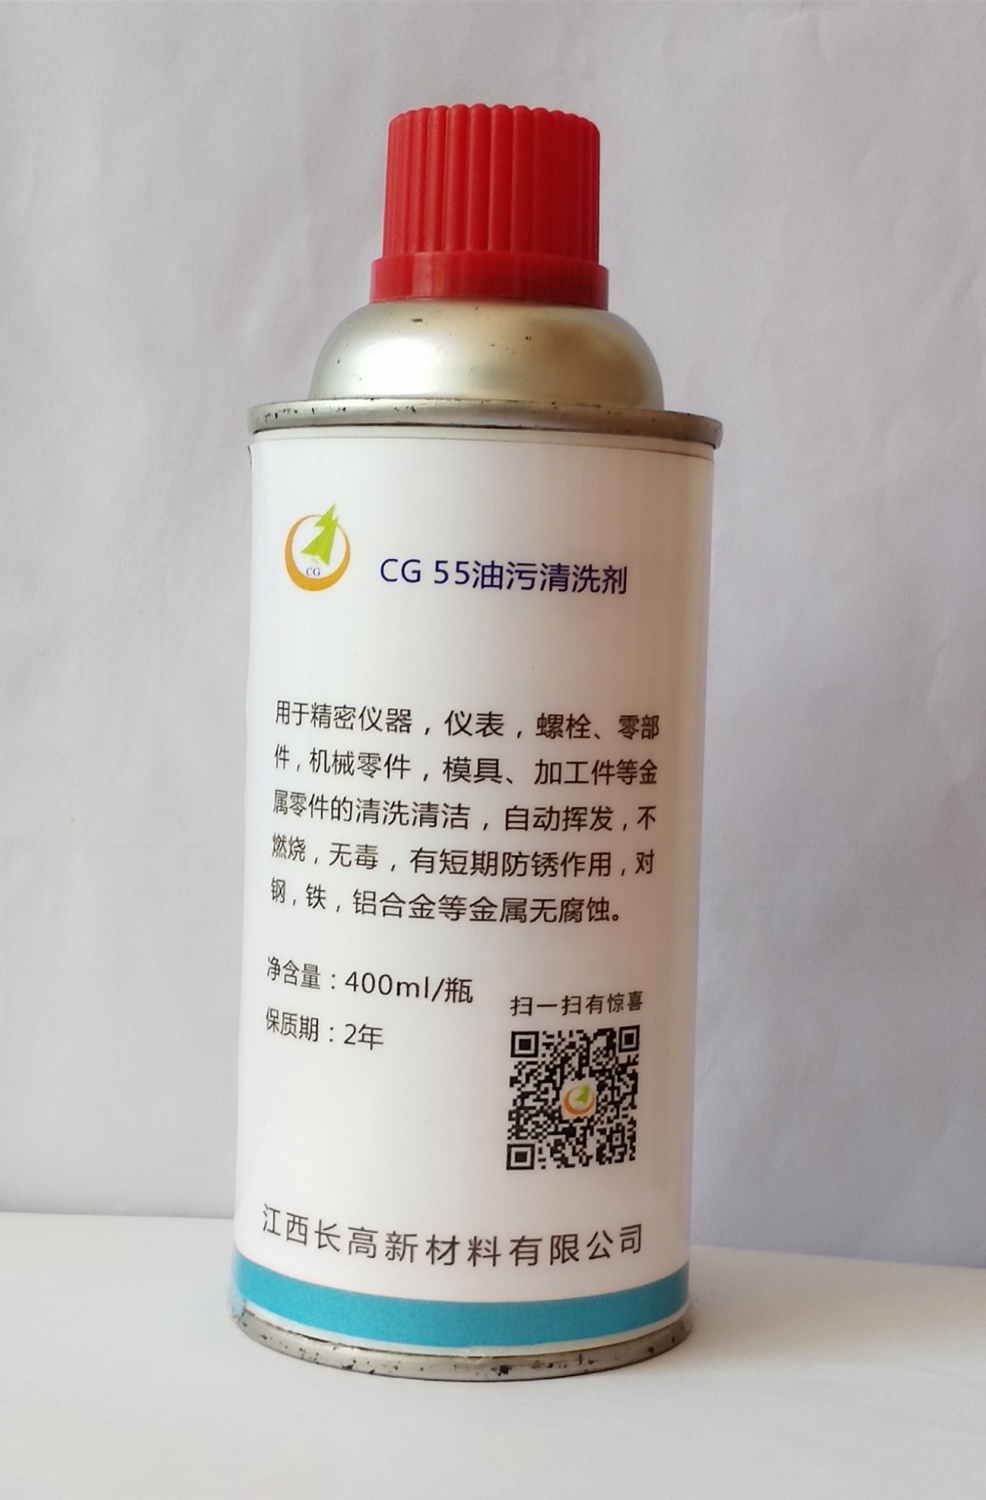 CG
CG 55油污清洗剂
用于精密仪器，仪表，螺栓、零部
件，机械零件，模具、加工件等金
属零件的清洗清洁，自动挥发，不
燃烧，无毒，有短期防锈作用，对
钢，铁，铝合金等金属无腐蚀。
净含量：400ml/瓶
保质期：2年
扫一扫有惊喜
江西长高新材料有限公司